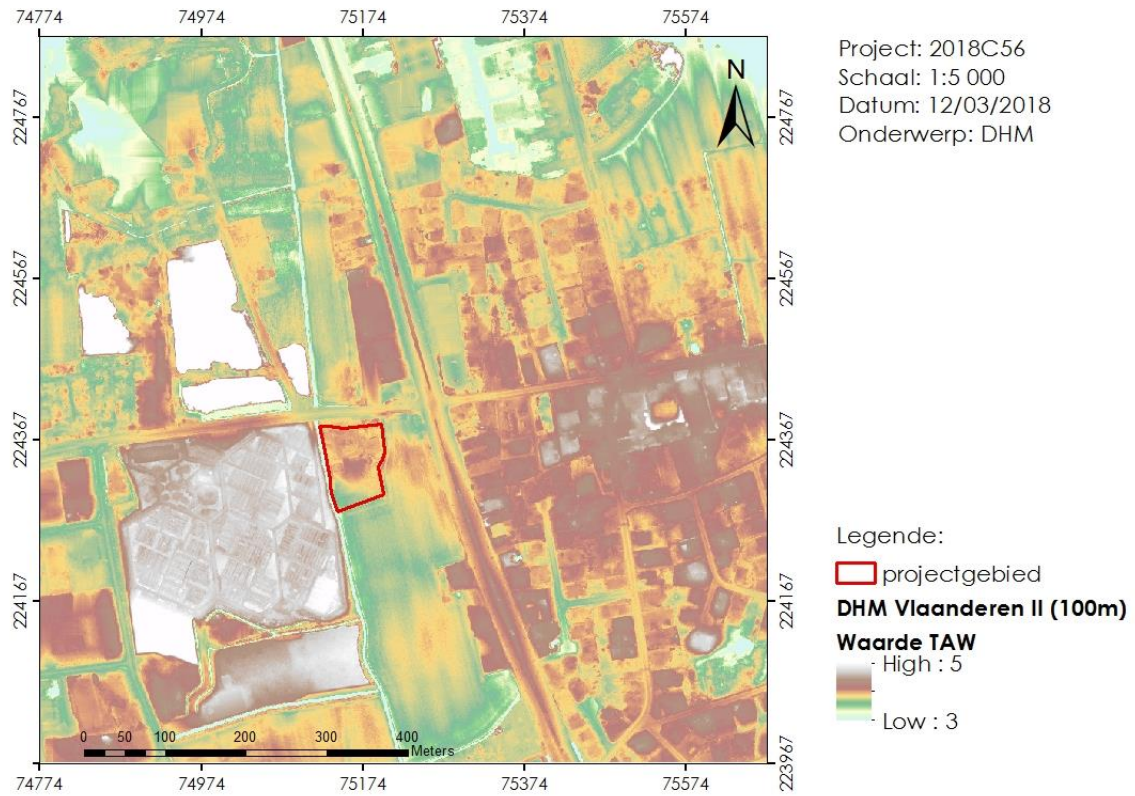 74774 74974 75174 75374 75574
Project: 2018C56
Schaal: 1:5 000
Datum: 12/03/2018
Onderwerp: DHM
N
224767 224767
224567 224567
224367 224367
224167 224167
223967 223967
Legende:
projectgebied
DHM Vlaanderen II (100m)
Waarde TAW
High : 5
Low : 3
0 50 100 200 300 400
Meters
74774 74974 75174 75374 75574